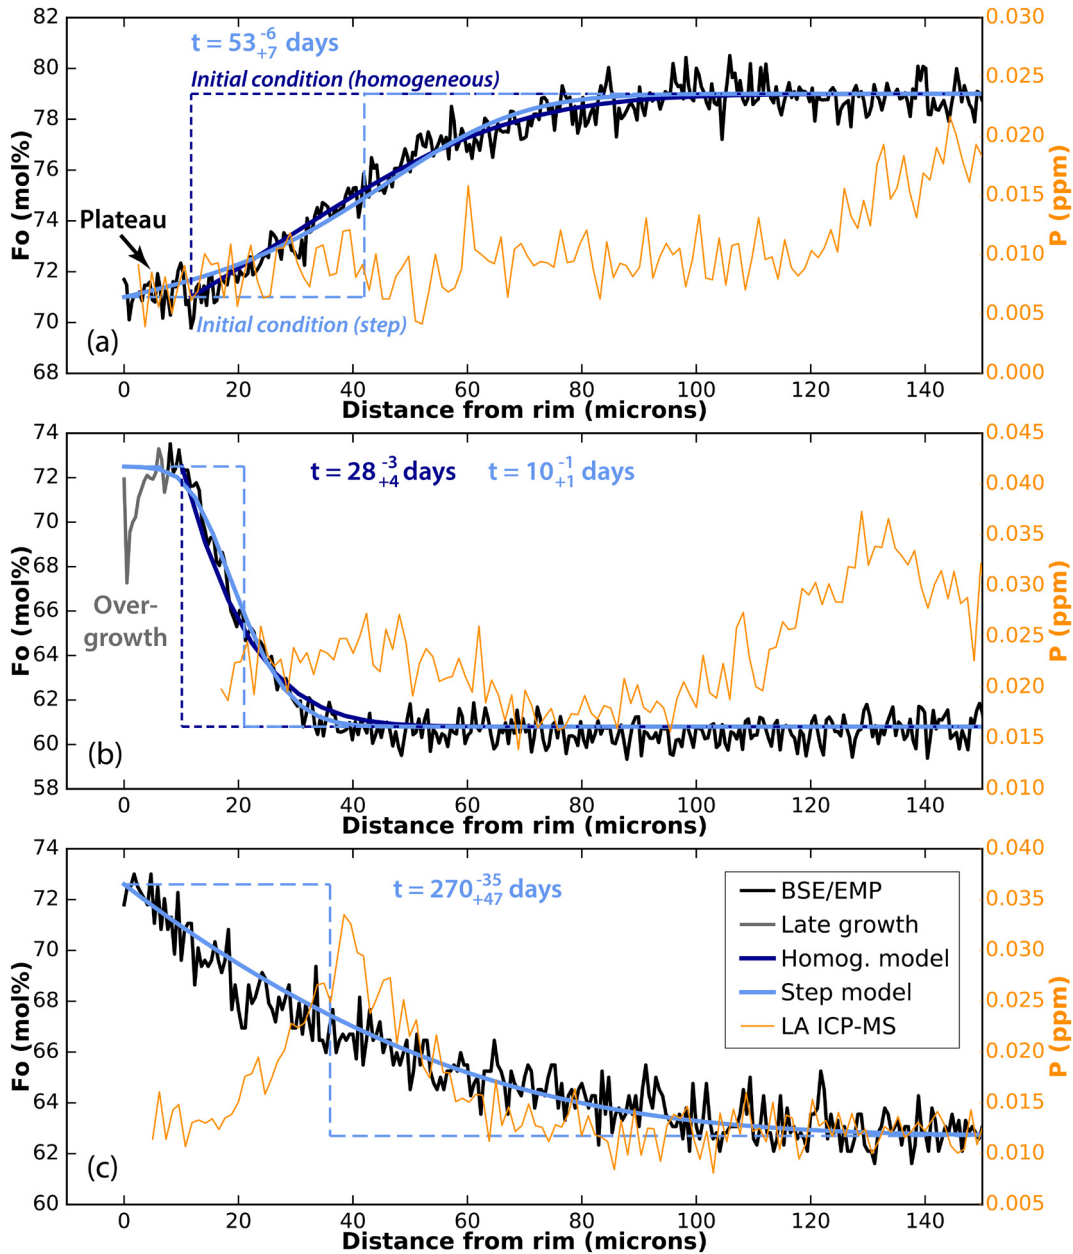 82
80
78
76
74
72
70
68
Fo (mol%)
t = 53 -6 +7 days
Initial condition (homogeneous)
Plateau
Initial condition (step)
(a)
0.030
0.025
0.020
0.015
0.010
0.005
0.000
P (ppm)
0 20 40 60 80 100 120 140
Distance from rim (microns)
74
72
70
68
66
64
62
60
58
Fo (mol%)
t = 28 -3 +4 days t = 10 -1 +1 days
Over-
growth
(b)
0.045
0.040
0.035
0.030
0.025
0.020
0.015
0.010
P (ppm)
0 20 40 60 80 100 120 140
Distance from rim (microns)
74
72
70
68
66
64
62
60
Fo (mol%)
t = 270 -35 +47 days
BSE/EMP
Late growth
Homog. model
Step model
LA ICP-MS
(c)
0.040
0.035
0.030
0.025
0.020
0.015
0.010
0.005
P (ppm)
0 20 40 60 80 100 120 140
Distance from rim (microns)